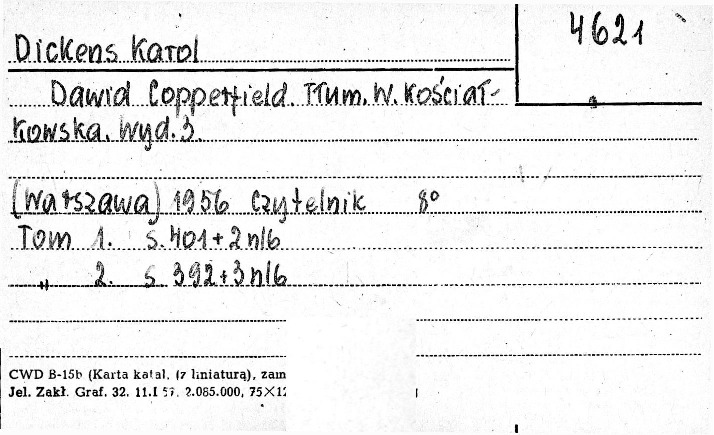 4621
Dickens Karol
Dawid Copperfield. Tłum. W. Kościał-
kowska. Wyd. 3.
(Warszawa) 1956 Czytelnik 8°
Tom 1. s. 401 + 2 nlb
„ 2. s 392 + 3 nlb
CWD B-15b (Karta katal. (z liniaturą), zam
Jel. Zakł. Graf. 32. 11.I 57. 2.085.000, 75×12